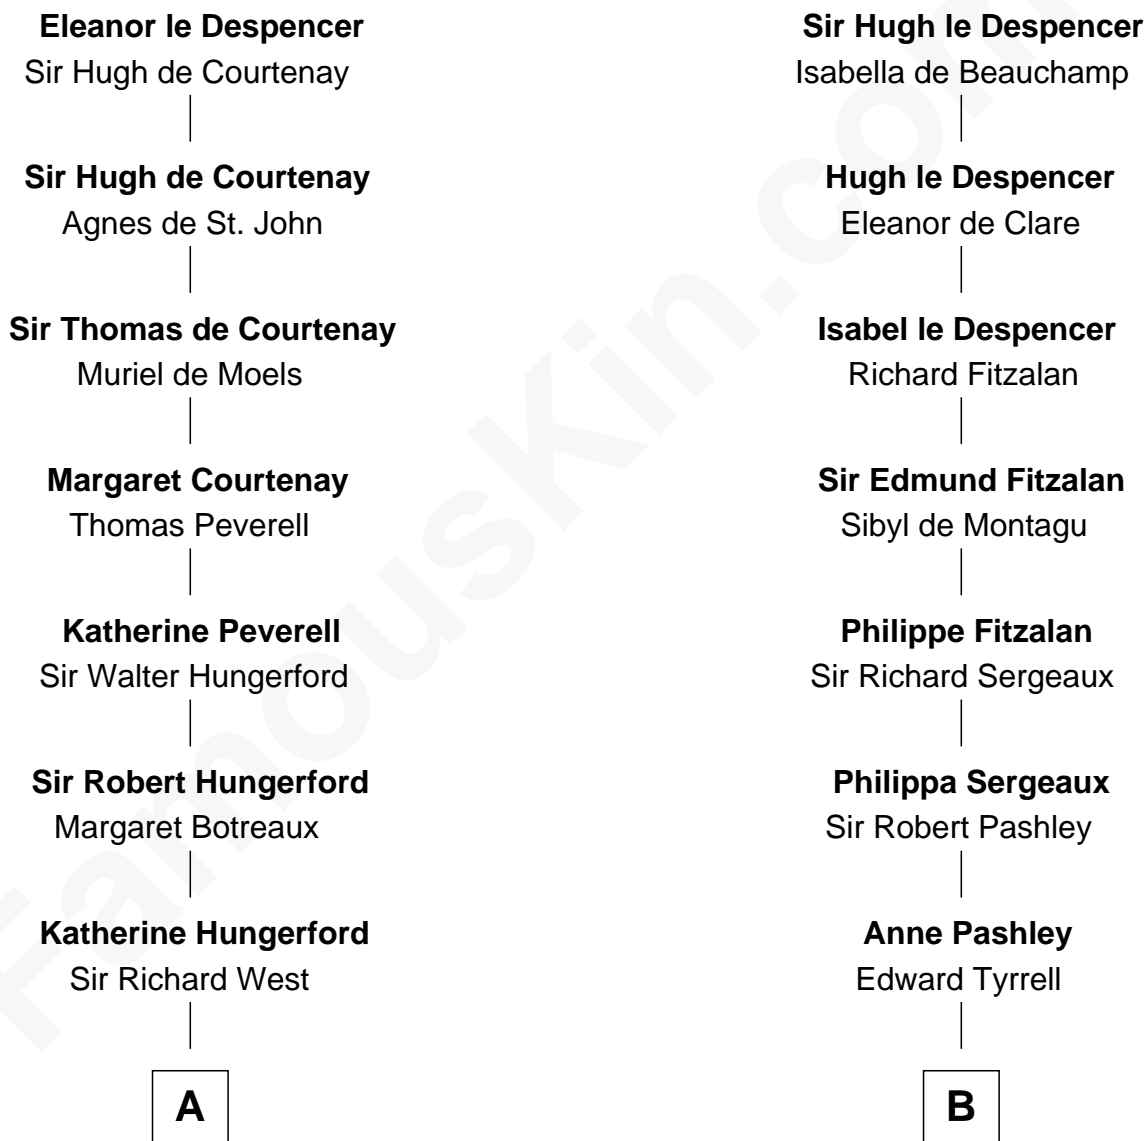 Eleanor le Despencer
Sir Hugh de Courtenay
Sir Hugh de Courtenay
Agnes de St. John
Sir Thomas de Courtenay
Muriel de Moels
Margaret Courtenay
Thomas Peverell
Katherine Peverell
Sir Walter Hungerford
Sir Robert Hungerford
Margaret Botreaux
Katherine Hungerford
Sir Richard West
A
Sir Hugh le Despencer
Isabella de Beauchamp
Hugh le Despencer
Eleanor de Clare
Isabel le Despencer
Richard Fitzalan
Sir Edmund Fitzalan
Sibyl de Montagu
Philippe Fitzalan
Sir Richard Sergeaux
Philippa Sergeaux
Sir Robert Pashley
Anne Pashley
Edward Tyrrell
B
FamousKin.com